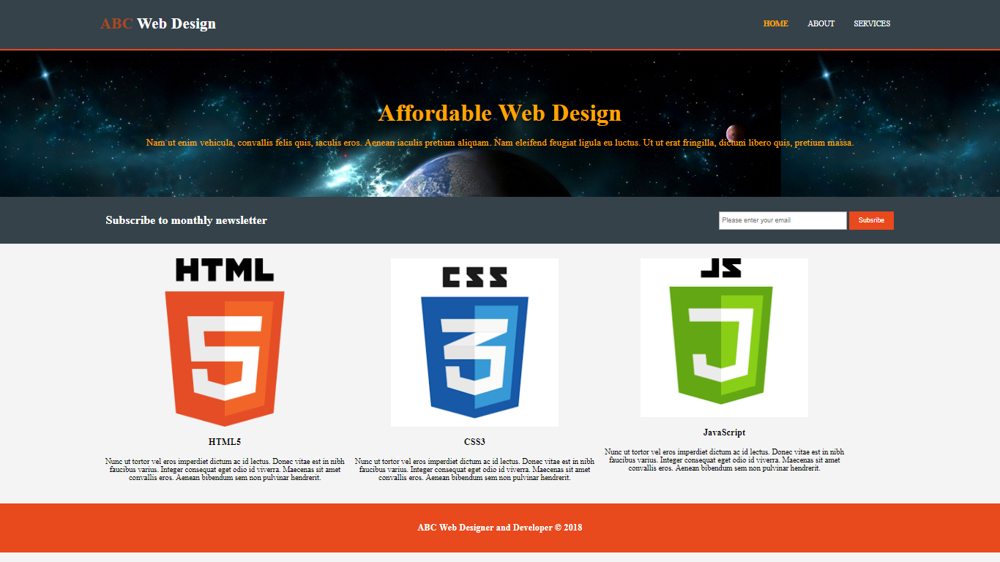 ABC Web Design
HOME ABOUT SERVICES
Affordable Web Design
Nam ut enim vehicula, convallis felis quis, iaculis eros. Aenean iaculis pretium aliquam. Nam eleifend feugiat ligula eu luctus. Ut ut erat fringilla, dictum libero quis, pretium massa.
Subscribe to monthly newsletter
Please enter your email
Subsribe
HTML
5
HTML5
Nunc ut tortor vel eros imperdiet dictum ac id lectus. Donec vitae est in nibh
faucibus varius. Integer consequat eget odio id viverra. Maecenas sit amet
convallis eros. Aenean bibendum sem non pulvinar hendrerit.
CSS
3
CSS3
Nunc ut tortor vel eros imperdiet dictum ac id lectus. Donec vitae est in nibh
faucibus varius. Integer consequat eget odio id viverra. Maecenas sit amet
convallis eros. Aenean bibendum sem non pulvinar hendrerit.
JS
J
JavaScript
Nunc ut tortor vel eros imperdiet dictum ac id lectus. Donec vitae est in nibh
faucibus varius. Integer consequat eget odio id viverra. Maecenas sit amet
convallis eros. Aenean bibendum sem non pulvinar hendrerit.
ABC Web Designer and Developer © 2018